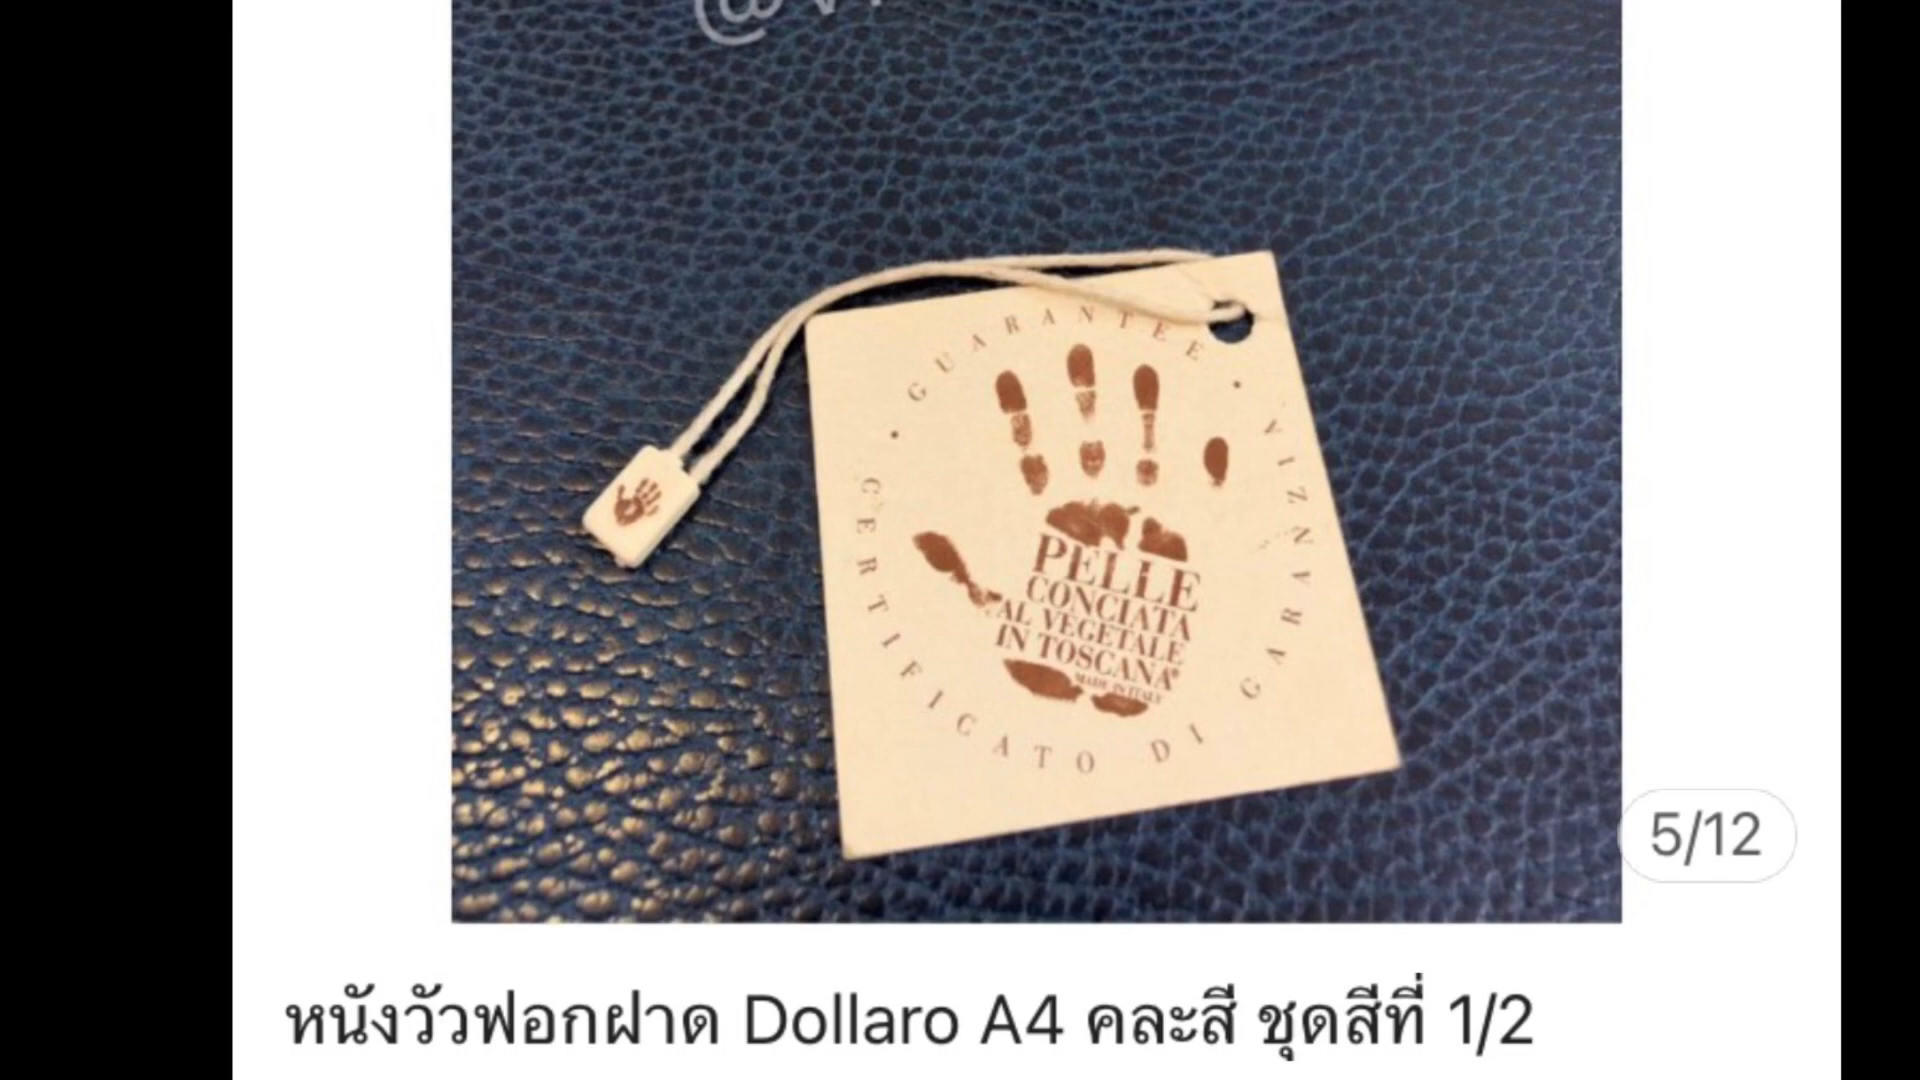 GUARANTEE
CERTIFICATO DI GARANZIA
PELLE
CONCIATA
AL VEGETALE
IN TOSCANA®
MADE IN ITALY
5/12
หนังวัวฟอกฝาด Dollaro A4 คละสี ชุดสีที่ 1/2